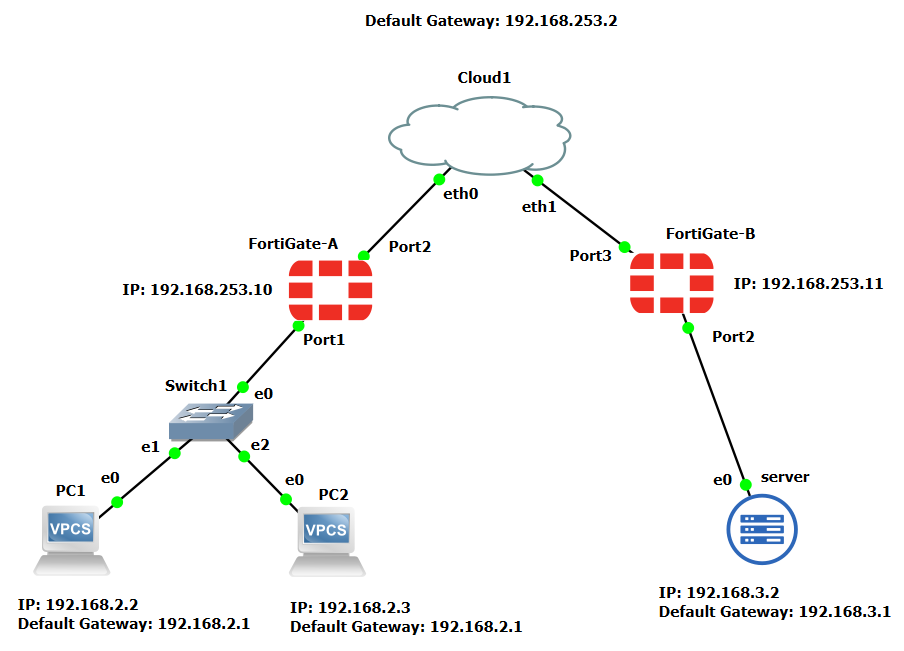 Default Gateway: 192.168.253.2
Cloud1
eth0
eth1
FortiGate-A
Port2
Port3
FortiGate-B
IP: 192.168.253.10
IP: 192.168.253.11
Port1
Port2
Switch1
e0
e1
e2
PC1
e0
e0
PC2
e0
server
VPCS
VPCS
IP: 192.168.2.2
Default Gateway: 192.168.2.1
IP: 192.168.2.3
Default Gateway: 192.168.2.1
IP: 192.168.3.2
Default Gateway: 192.168.3.1